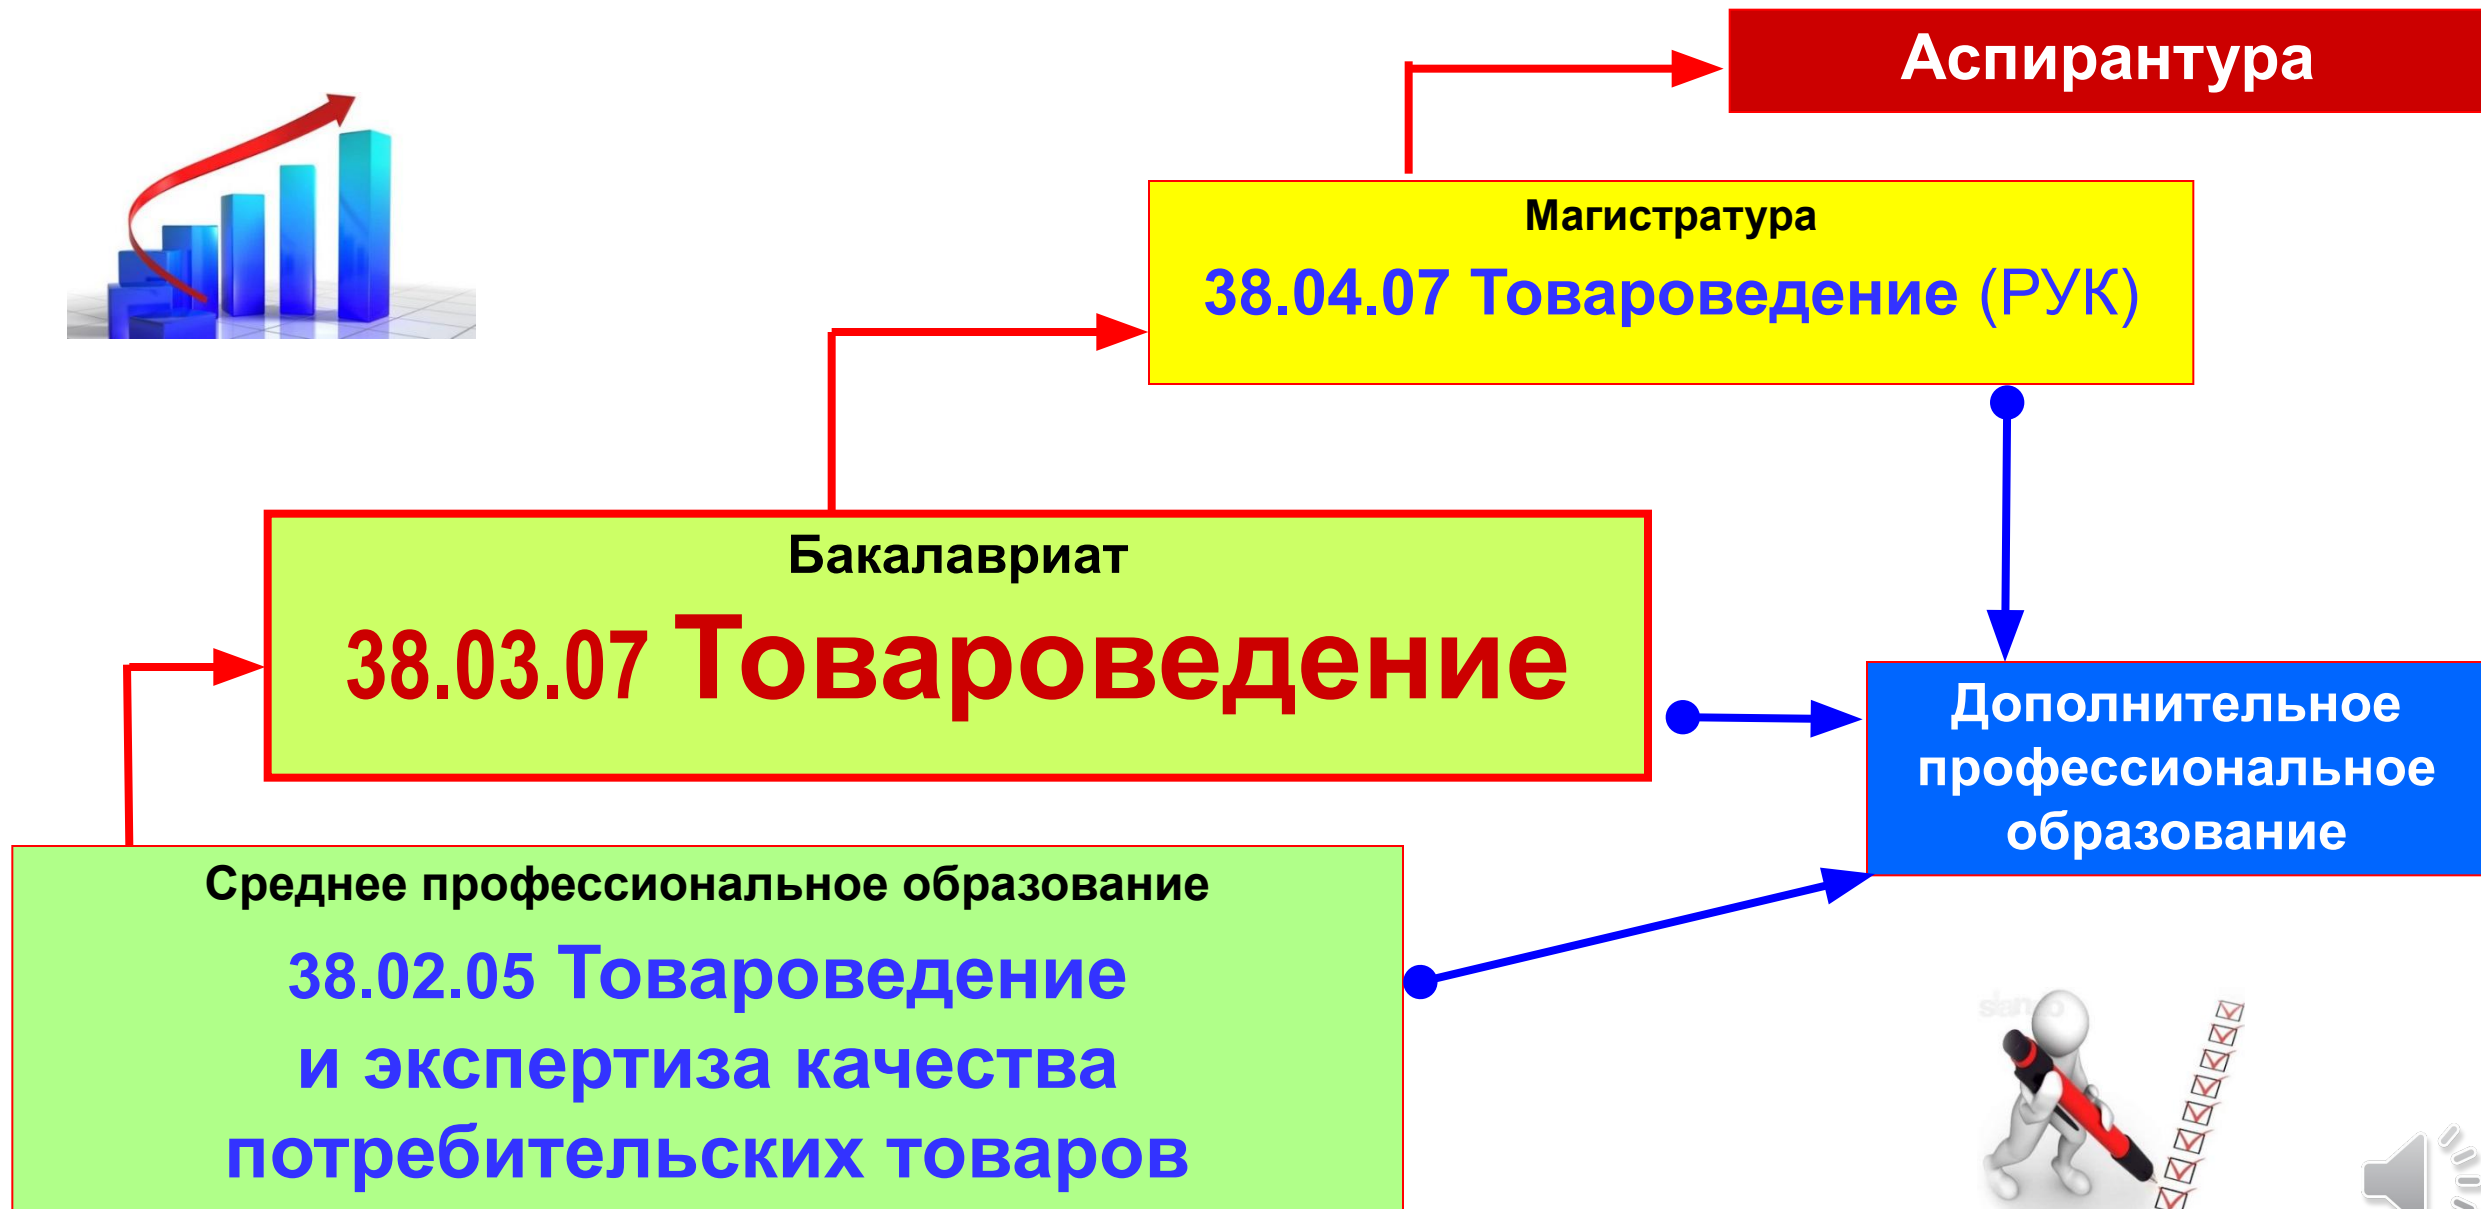 Аспирантура
Магистратура
38.04.07 Товароведение (РУК)
Бакалавриат
38.03.07 Товароведение
Дополнительное
профессиональное
образование
Среднее профессиональное образование
38.02.05 Товароведение
и экспертиза качества
потребительских товаров